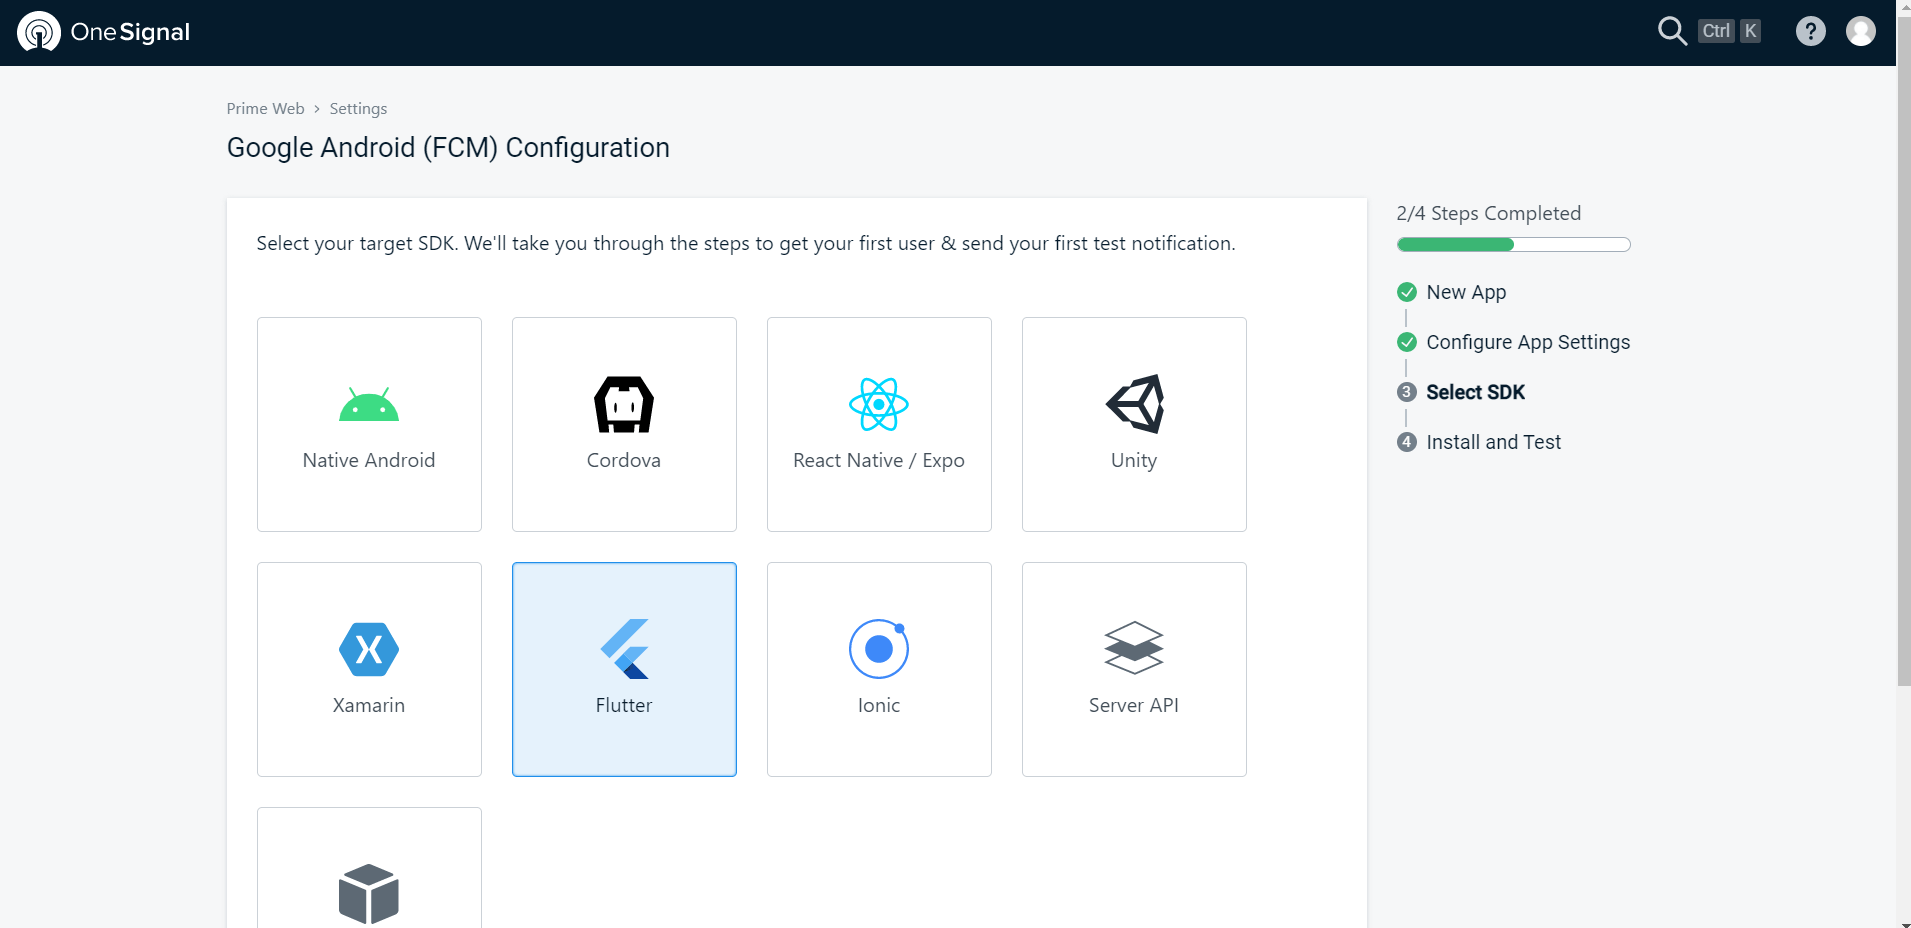 OneSignal
Ctrl K
?
Prime Web > Settings
Google Android (FCM) Configuration
Select your target SDK. We'll take you through the steps to get your first user & send your first test notification.
Native Android
Cordova
React Native / Expo
Unity
Xamarin
Flutter
Ionic
Server API
2/4 Steps Completed
New App
Configure App Settings
3 Select SDK
4 Install and Test